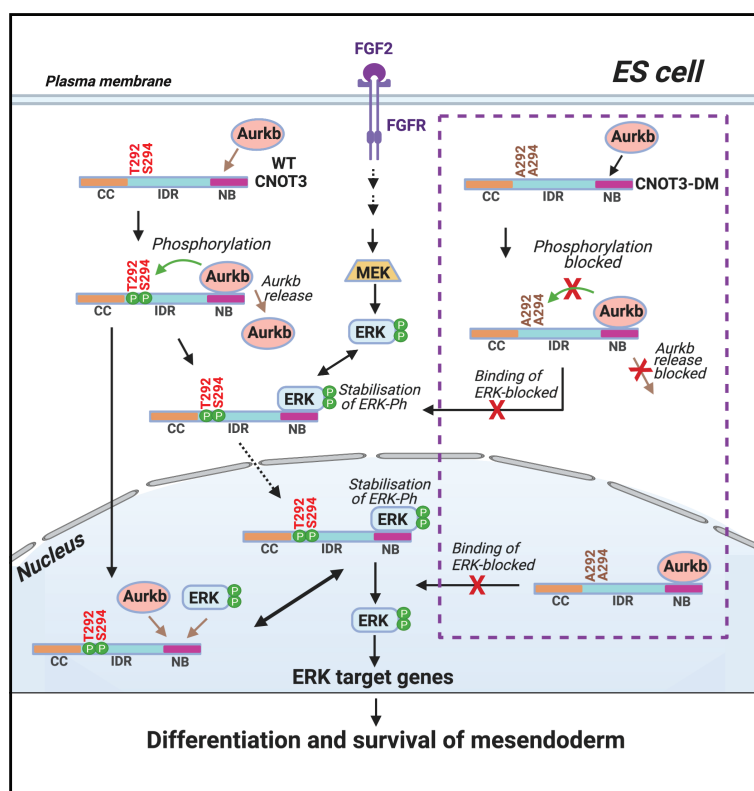 FGF2
ES cell
Plasma membrane
FGFR
Aurkb
T292
S294
WT
CNOT3
CC
IDR
NB
Aurkb
A292
A294
CNOT3-DM
CC
IDR
NB
Phosphorylation
T292
S294
Aurkb
P P
CC
IDR
NB
Aurkb
release
Aurkb
MEK
ERK
P
P
Phosphorylation
blocked
X
A292
A294
Aurkb
CC
IDR
NB
Aurkb
release
blocked
X
T292
S294
ERK
P
P
P P
CC
IDR
NB
Stabilisation
of ERK-Ph
Binding of
ERK-blocked
X
Nucleus
Stabilisation
of ERK-Ph
T292
S294
ERK
P
P
P P
CC
IDR
NB
Binding of
ERK-blocked
X
A292
A294
Aurkb
CC
IDR
NB
Aurkb
ERK
P
P
T292
S294
P P
CC
IDR
NB
ERK
P
P
ERK target genes
Differentiation and survival of mesendoderm